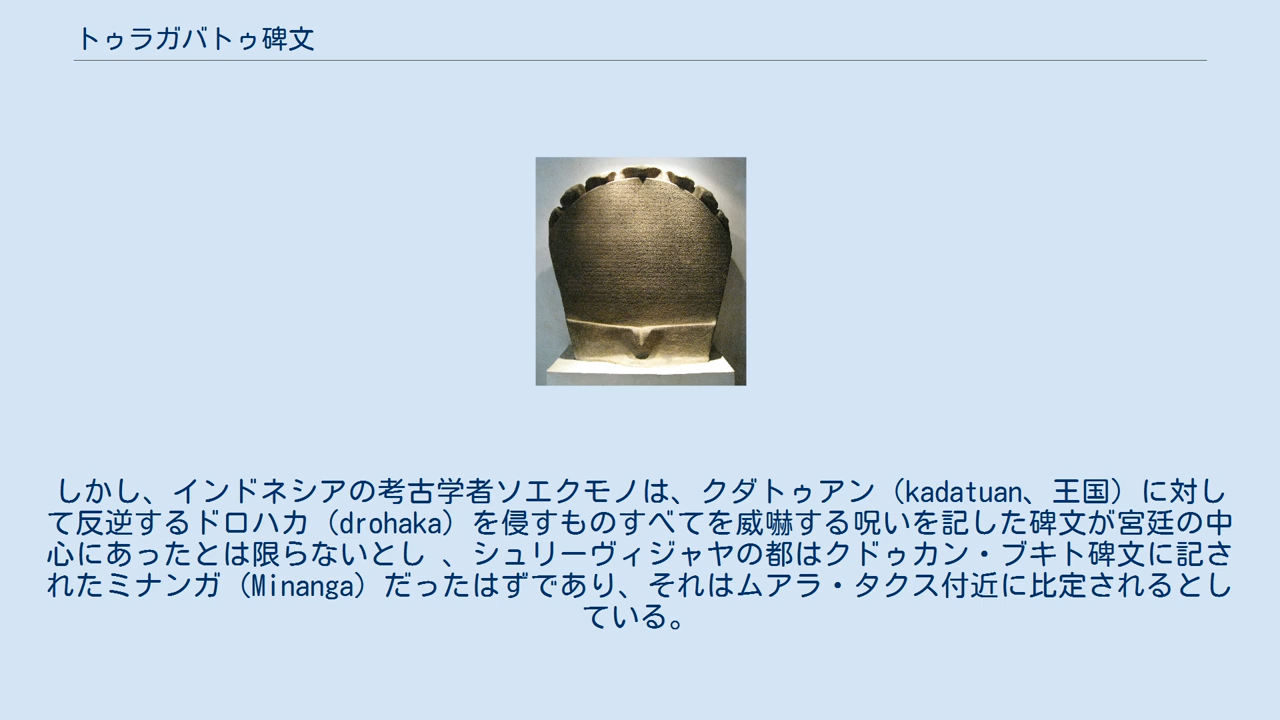 トゥラガバトゥ碑文
しかし、インドネシアの考古学者ソエクモノは、クダトゥアン（kadatuan、王国）に対し
て反逆するドロハカ（drohaka）を侵すものすべてを威嚇する呪いを記した碑文が宮廷の中
心にあったとは限らないとし 、シュリーヴィジャヤの都はクドゥカン・ブキト碑文に記さ
れたミナンガ（Minanga）だったはずであり、それはムアラ・タクス付近に比定されるとし
ている。